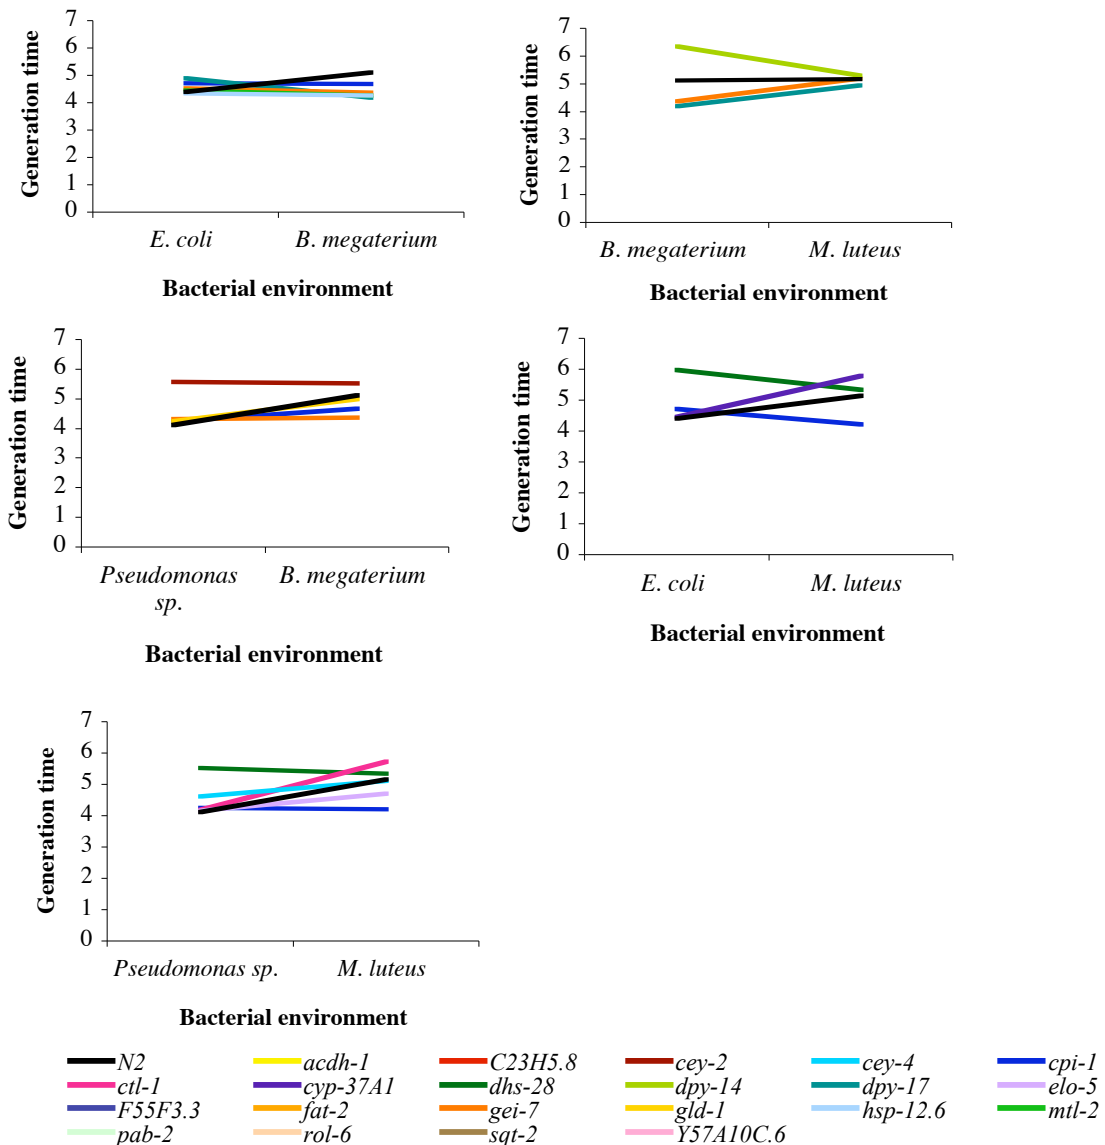 7
6
5
4
3
2
1
0
Generation time
E. coli B. megaterium
Bacterial environment
7
6
5
4
3
2
1
0
Generation time
B. megaterium M. luteus
Bacterial environment
7
6
5
4
3
2
1
0
Generation time
Pseudomonas B. megaterium
sp.
Bacterial environment
7
6
5
4
3
2
1
0
Generation time
E. coli M. luteus
Bacterial environment
7
6
5
4
3
2
1
0
Generation time
Pseudomonas sp. M. luteus
Bacterial environment
N2 acdh-1 C23H5.8 cey-2 cey-4 cpi-1
ctl-1 cyp-37A1 dhs-28 dpy-14 dpy-17 elo-5
F55F3.3 fat-2 gei-7 gld-1 hsp-12.6 mtl-2
pab-2 rol-6 sqt-2 Y57A10C.6